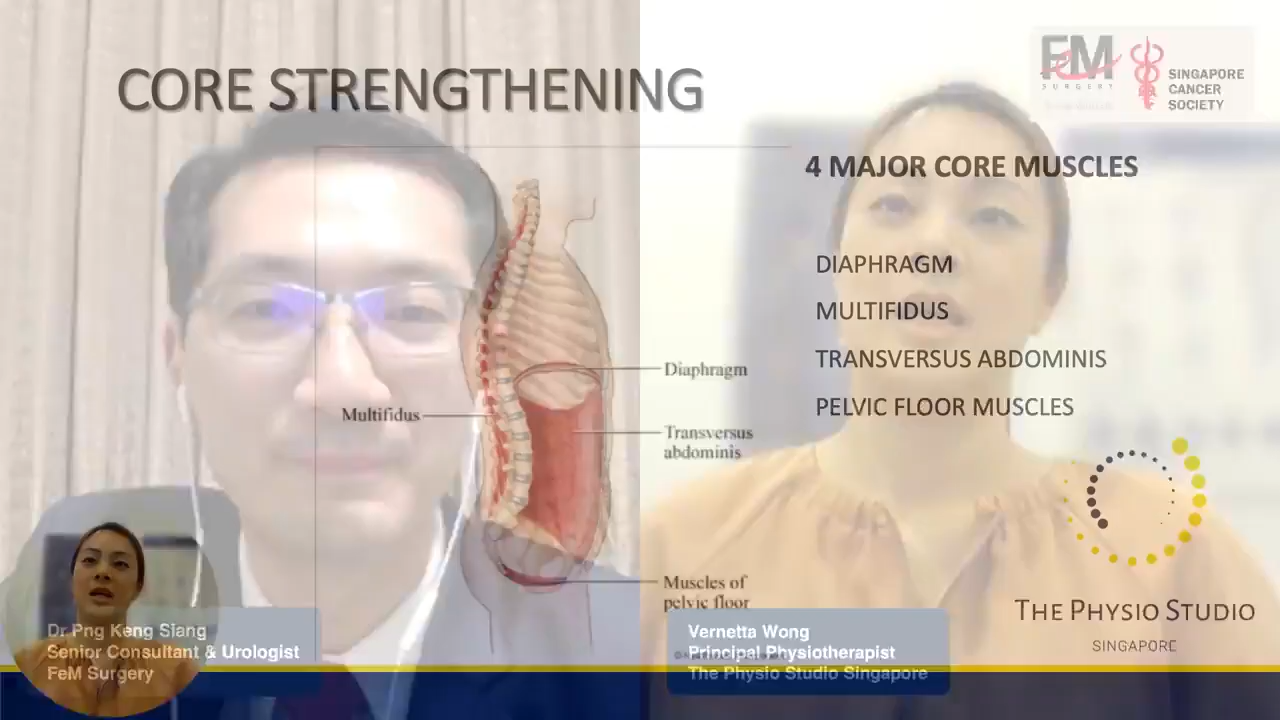 CORE STRENGTHENING
FEM
SURGERY
SINGAPORE
CANCER
SOCIETY
4 MAJOR CORE MUSCLES
DIAPHRAGM
MULTIFIDUS
TRANSVERSUS ABDOMINIS
PELVIC FLOOR MUSCLES
Diaphragm
Multifidus
Transversus
abdominis
Muscles of
pelvic floor
THE PHYSIO STUDIO
SINGAPORE
Dr Png Keng Siang
Senior Consultant & Urologist
FeM Surgery
Vernetta Wong
Principal Physiotherapist
The Physio Studio Singapore